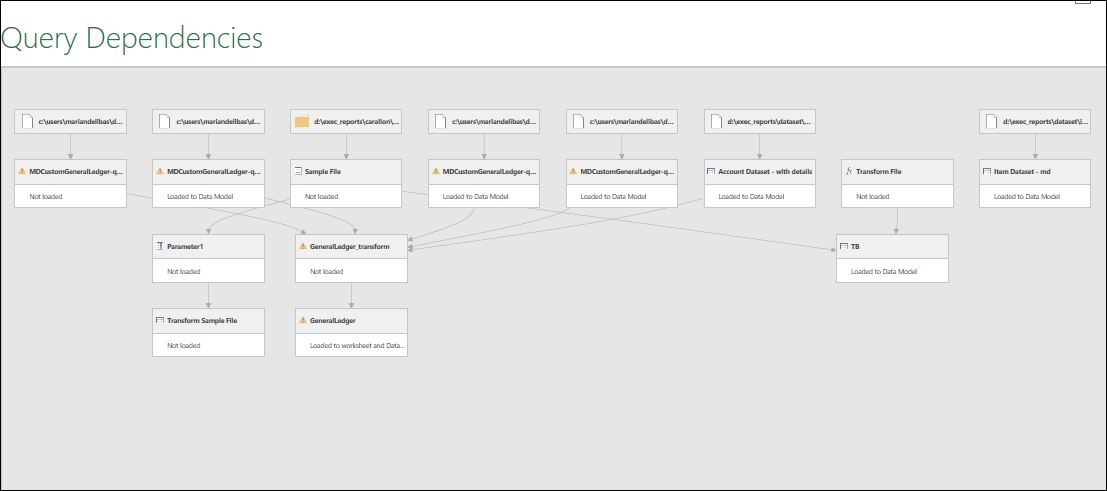 Query Dependencies
c:\users\mariandelibas\d...
c:\users\mariandelibas\d...
d:\exec_reports\carallon\...
c:\users\mariandelibas\d...
c:\users\mariandelibas\d...
d:\exec_reports\dataset\...
d:\exec_reports\dataset\i...
MDCustomGeneralLedger-q...
MDCustomGeneralLedger-q...
Sample File
MDCustomGeneralLedger-q...
MDCustomGeneralLedger-q...
Account Dataset - with details
Transform File
Item Dataset - md
Not loaded
Loaded to Data Model
Not loaded
Loaded to Data Model
Loaded to Data Model
Loaded to Data Model
Not loaded
Loaded to Data Model
Parameter1
GeneralLedger_transform
TB
Not loaded
Not loaded
Loaded to Data Model
Transform Sample File
GeneralLedger
Not loaded
Loaded to worksheet and Data...